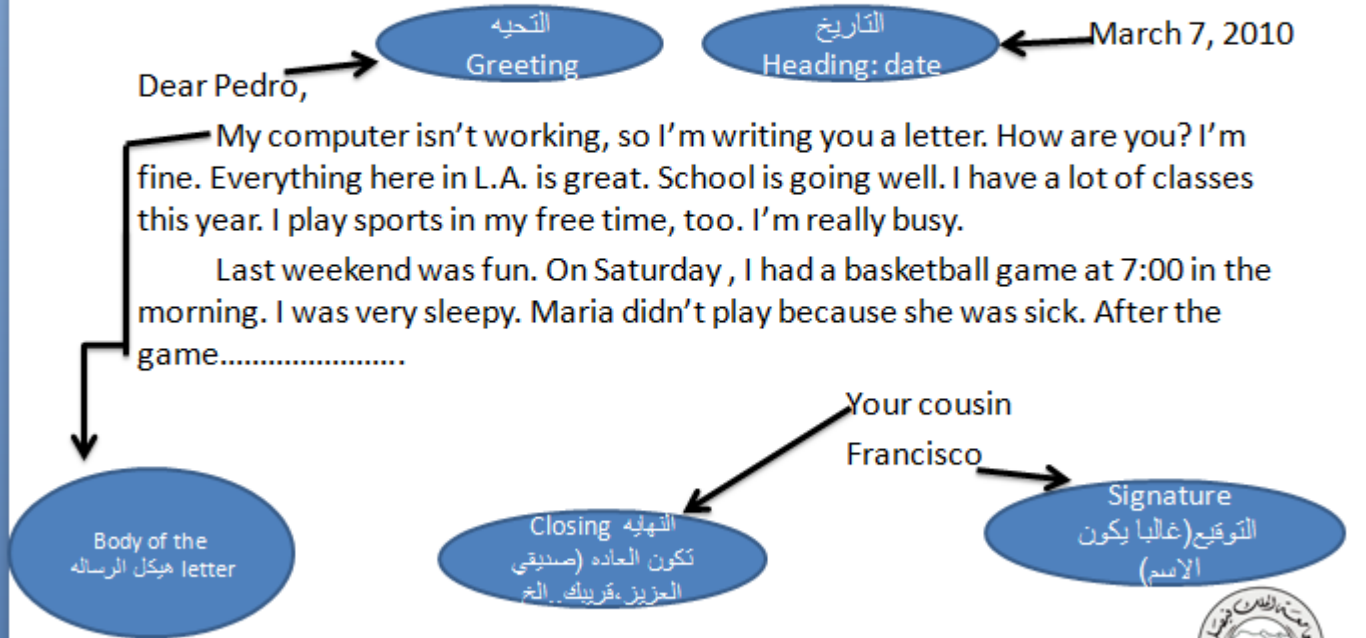 التحيه
Greeting
التاريخ
Heading: date
March 7, 2010
Dear Pedro,
My computer isn’t working, so I’m writing you a letter. How are you? I’m
fine. Everything here in L.A. is great. School is going well. I have a lot of classes
this year. I play sports in my free time, too. I’m really busy.
Last weekend was fun. On Saturday , I had a basketball game at 7:00 in the
morning. I was very sleepy. Maria didn’t play because she was sick. After the
game.......................
Your cousin
Francisco
Body of the
letter هيكل الرساله
Closing النهايه
تكون العاده (صديقي
العزيز،قريبك..الخ
Signature
التوقيع(غالبا يكون
الاسم)